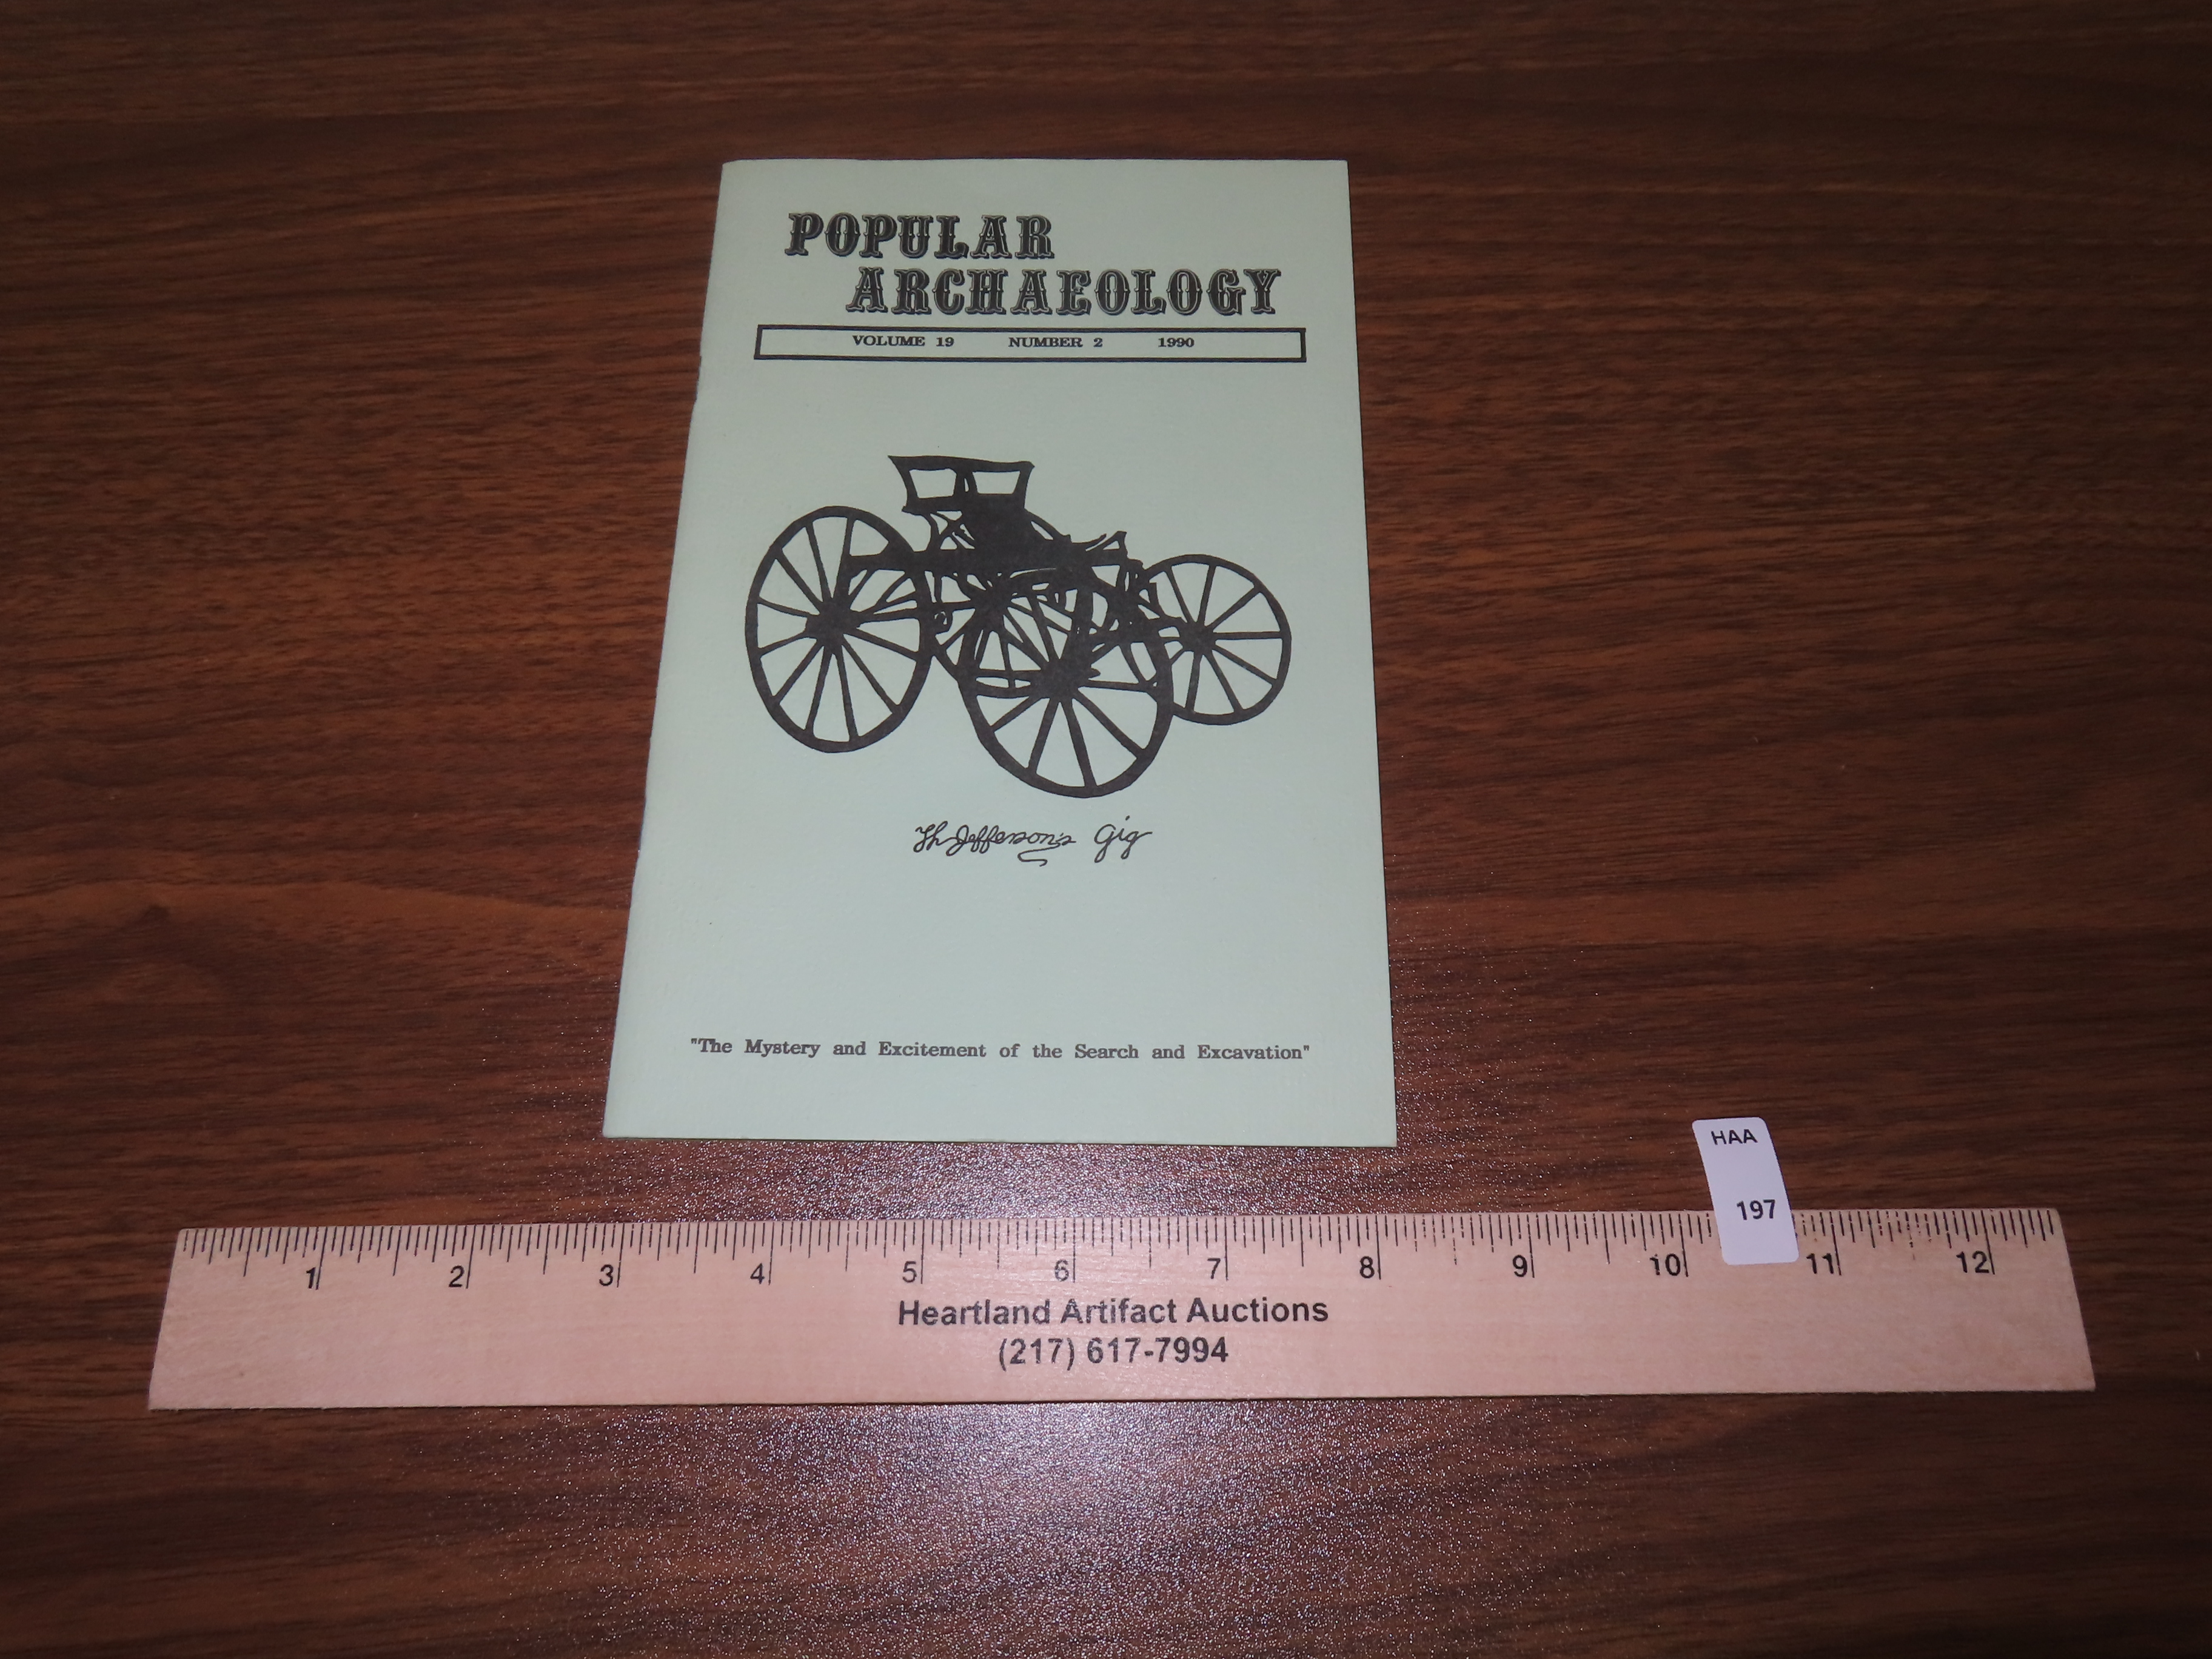 POPULAR
ARCHAEOLOGY
VOLUME 19 NUMBER 2 1990
Th Jefferson's Gig
"The Mystery and Excitement of the Search and Excavation"
HAA
197
1 2 3 4 5 6 7 8 9 10 11 12
Heartland Artifact Auctions
(217) 617-7994